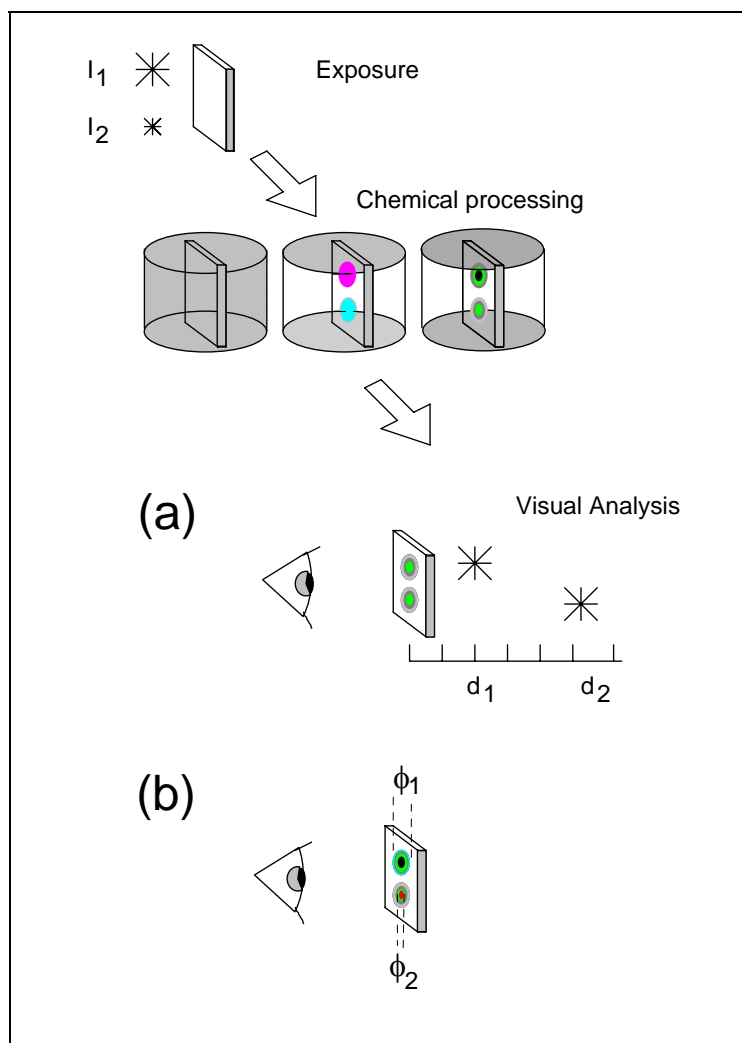 I1
Exposure
I2
Chemical processing
(a)
Visual Analysis
d1
d2
(b)
ϕ1
ϕ2